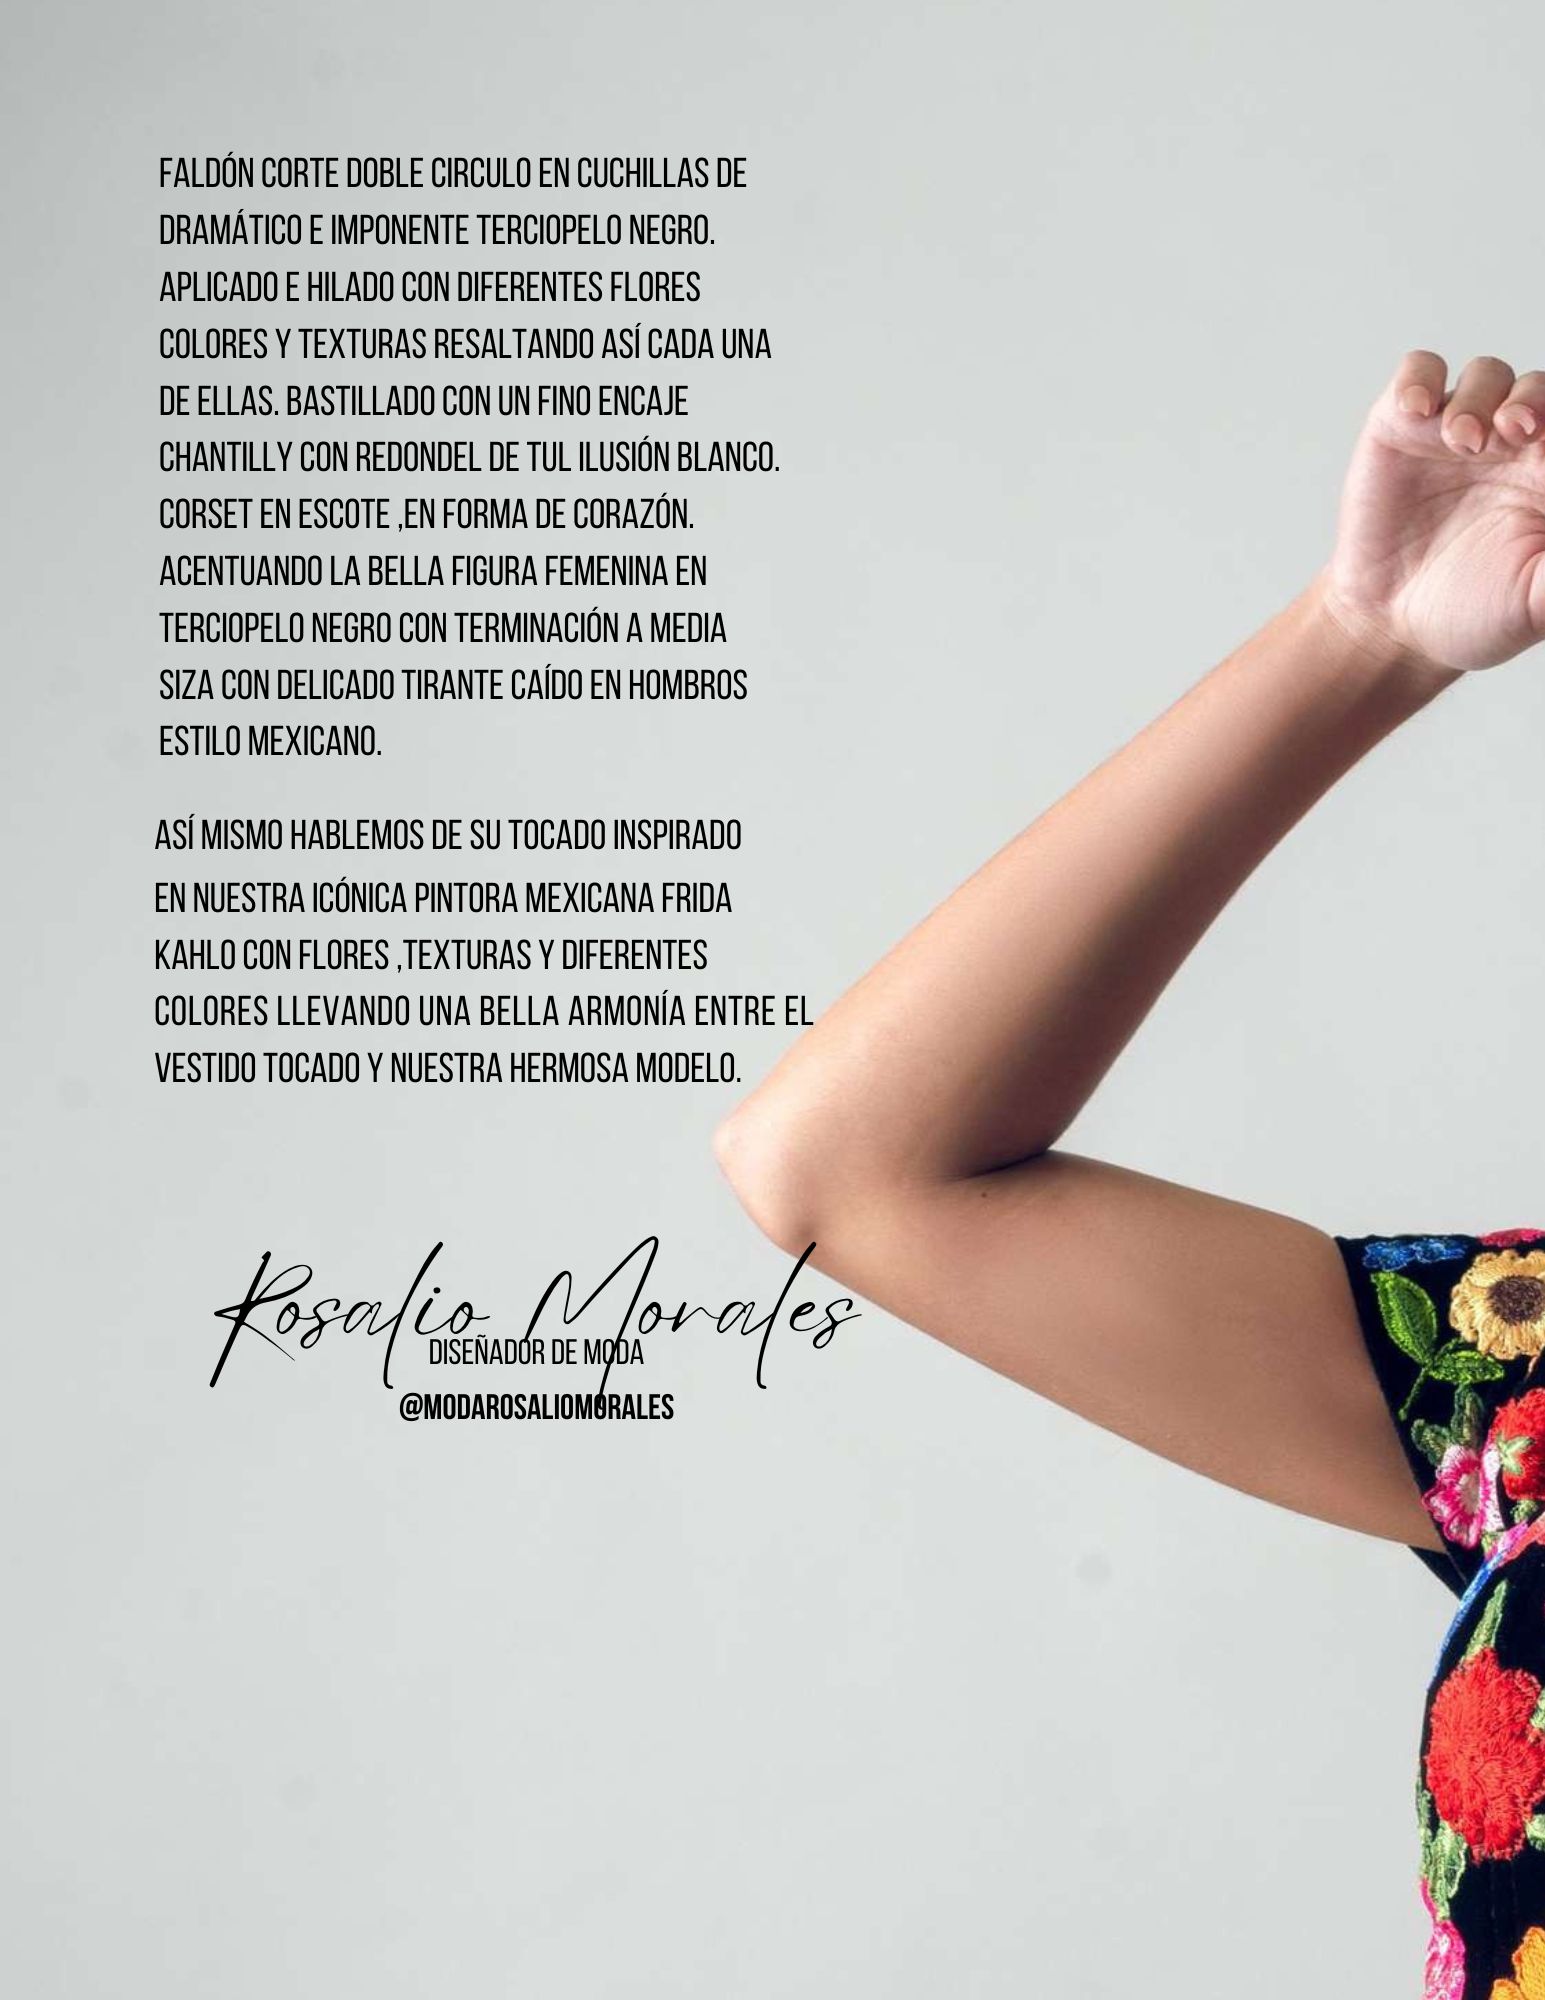 FALDÓN CORTE DOBLE CIRCULO EN CUCHILLAS DE
DRAMÁTICO E IMPONENTE TERCIOPELO NEGRO.
APLICADO E HILADO CON DIFERENTES FLORES
COLORES Y TEXTURAS RESALTANDO ASÍ CADA UNA
DE ELLAS. BASTILLADO CON UN FINO ENCAJE
CHANTILLY CON REDONDEL DE TUL ILUSIÓN BLANCO.
CORSET EN ESCOTE ,EN FORMA DE CORAZÓN.
ACENTUANDO LA BELLA FIGURA FEMENINA EN
TERCIOPELO NEGRO CON TERMINACIÓN A MEDIA
SIZA CON DELICADO TIRANTE CAÍDO EN HOMBROS
ESTILO MEXICANO.
ASÍ MISMO HABLEMOS DE SU TOCADO INSPIRADO
EN NUESTRA ICÓNICA PINTORA MEXICANA FRIDA
KAHLO CON FLORES ,TEXTURAS Y DIFERENTES
COLORES LLEVANDO UNA BELLA ARMONÍA ENTRE EL
VESTIDO TOCADO Y NUESTRA HERMOSA MODELO.
Rosalio Morales
DISEÑADOR DE MODA
@MODAROSALIOMORALES